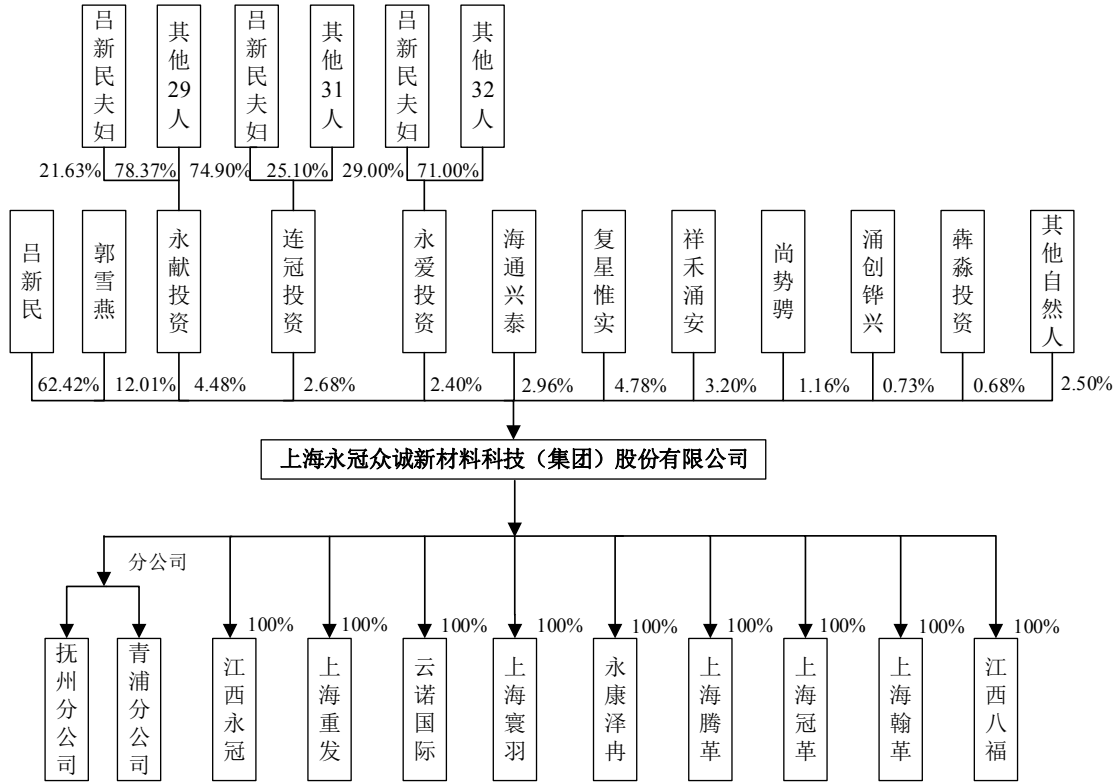 吕新民夫妇
其他29人
吕新民夫妇
其他31人
吕新民夫妇
其他32人
21.63%
78.37%
74.90%
25.10%
29.00%
71.00%
吕新民
郭雪燕
永献投资
连冠投资
永爱投资
海通兴泰
复星惟实
祥禾涌安
尚势骋
涌创铧兴
犇淼投资
其他自然人
62.42%
12.01%
4.48%
2.68%
2.40%
2.96%
4.78%
3.20%
1.16%
0.73%
0.68%
2.50%
上海永冠众诚新材料科技（集团）股份有限公司
分公司
100%
100%
100%
100%
100%
100%
100%
100%
100%
抚州分公司
青浦分公司
江西永冠
上海重发
云诺国际
上海寰羽
永康泽冉
上海腾革
上海冠革
上海翰革
江西八福